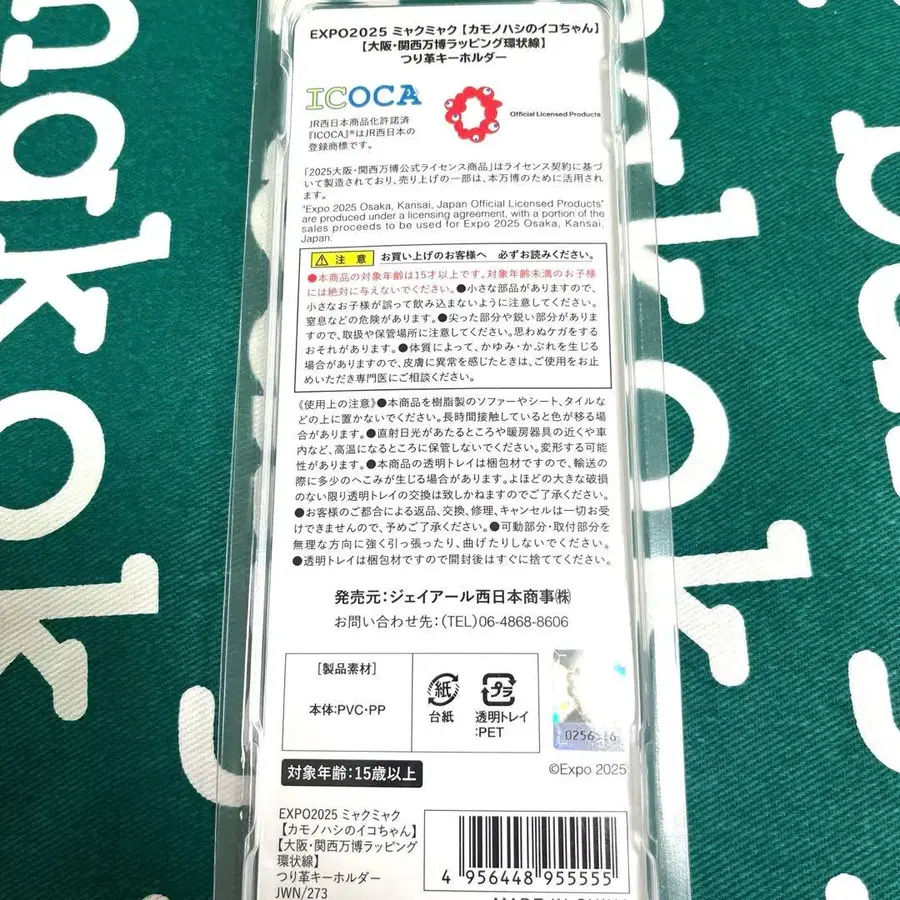 EXPO2025 ミャクミャク【カモノハシのイコちゃん】
【大阪・関西万博ラッピング環状線】
つり革キーホルダー
ICOCA
JR西日本商品化許諾済
『ICOCA』®はJR西日本の
登録商標です。
Official Licensed Products
「2025大阪・関西万博公式ライセンス商品」はライセンス契約に基づ
いて製造されており、売り上げの一部は、本万博のために活用されま
す。
"Expo 2025 Osaka, Kansai, Japan Official Licensed Products"
are produced under a licensing agreement, with a portion of the
sales proceeds to be used for Expo 2025 Osaka, Kansai,
Japan.
注 意 お買い上げのお客様へ 必ずお読みください。
●本商品の対象年齢は15才以上です。対象年齢未満のお子様
には絶対に与えないでください。●小さな部品がありますので、
小さなお子様が誤って飲み込まないように注意してください。
窒息などの危険があります。●尖った部分や鋭い部分がありま
すので、取扱や保管場所に注意してください。思わぬケガをする
おそれがあります。●体質によって、かゆみ・かぶれを生じる
場合がありますので、皮膚に異常を感じたときは、ご使用をお止
めいただき専門医にご相談ください。
《使用上の注意》●本商品を樹脂製のソファーやシート、タイルな
どの上に置かないでください。長時間接触していると色が移る場
合があります。●直射日光があたるところや暖房器具の近くや車
内など、高温になるところに保管しないでください。変形する可能
性があります。●本商品の透明トレイは梱包材ですので、輸送の
際に多少のへこみが生じる場合があります。よほどの大きな破損
のない限り透明トレイの交換は致しかねますのでご了承ください。
●お客様のご都合による返品、交換、修理、キャンセルは一切お受
けできませんので、予めご了承ください。●可動部分・取付部分を
無理な方向に強く引っ張ったり、曲げたりしないでください。
●透明トレイは梱包材ですので開封後はすぐに捨ててください。
発売元：ジェイアール西日本商事㈱
お問い合わせ先：(TEL)06-4868-8606
［製品素材］
本体：PVC・PP
紙
台紙
プラ
透明トレイ
：PET
©Expo 2025
対象年齢：15歳以上
EXPO2025 ミャクミャク
【カモノハシのイコちゃん】
【大阪・関西万博ラッピング
環状線】
つり革キーホルダー
JWN/273
4 956448 955555